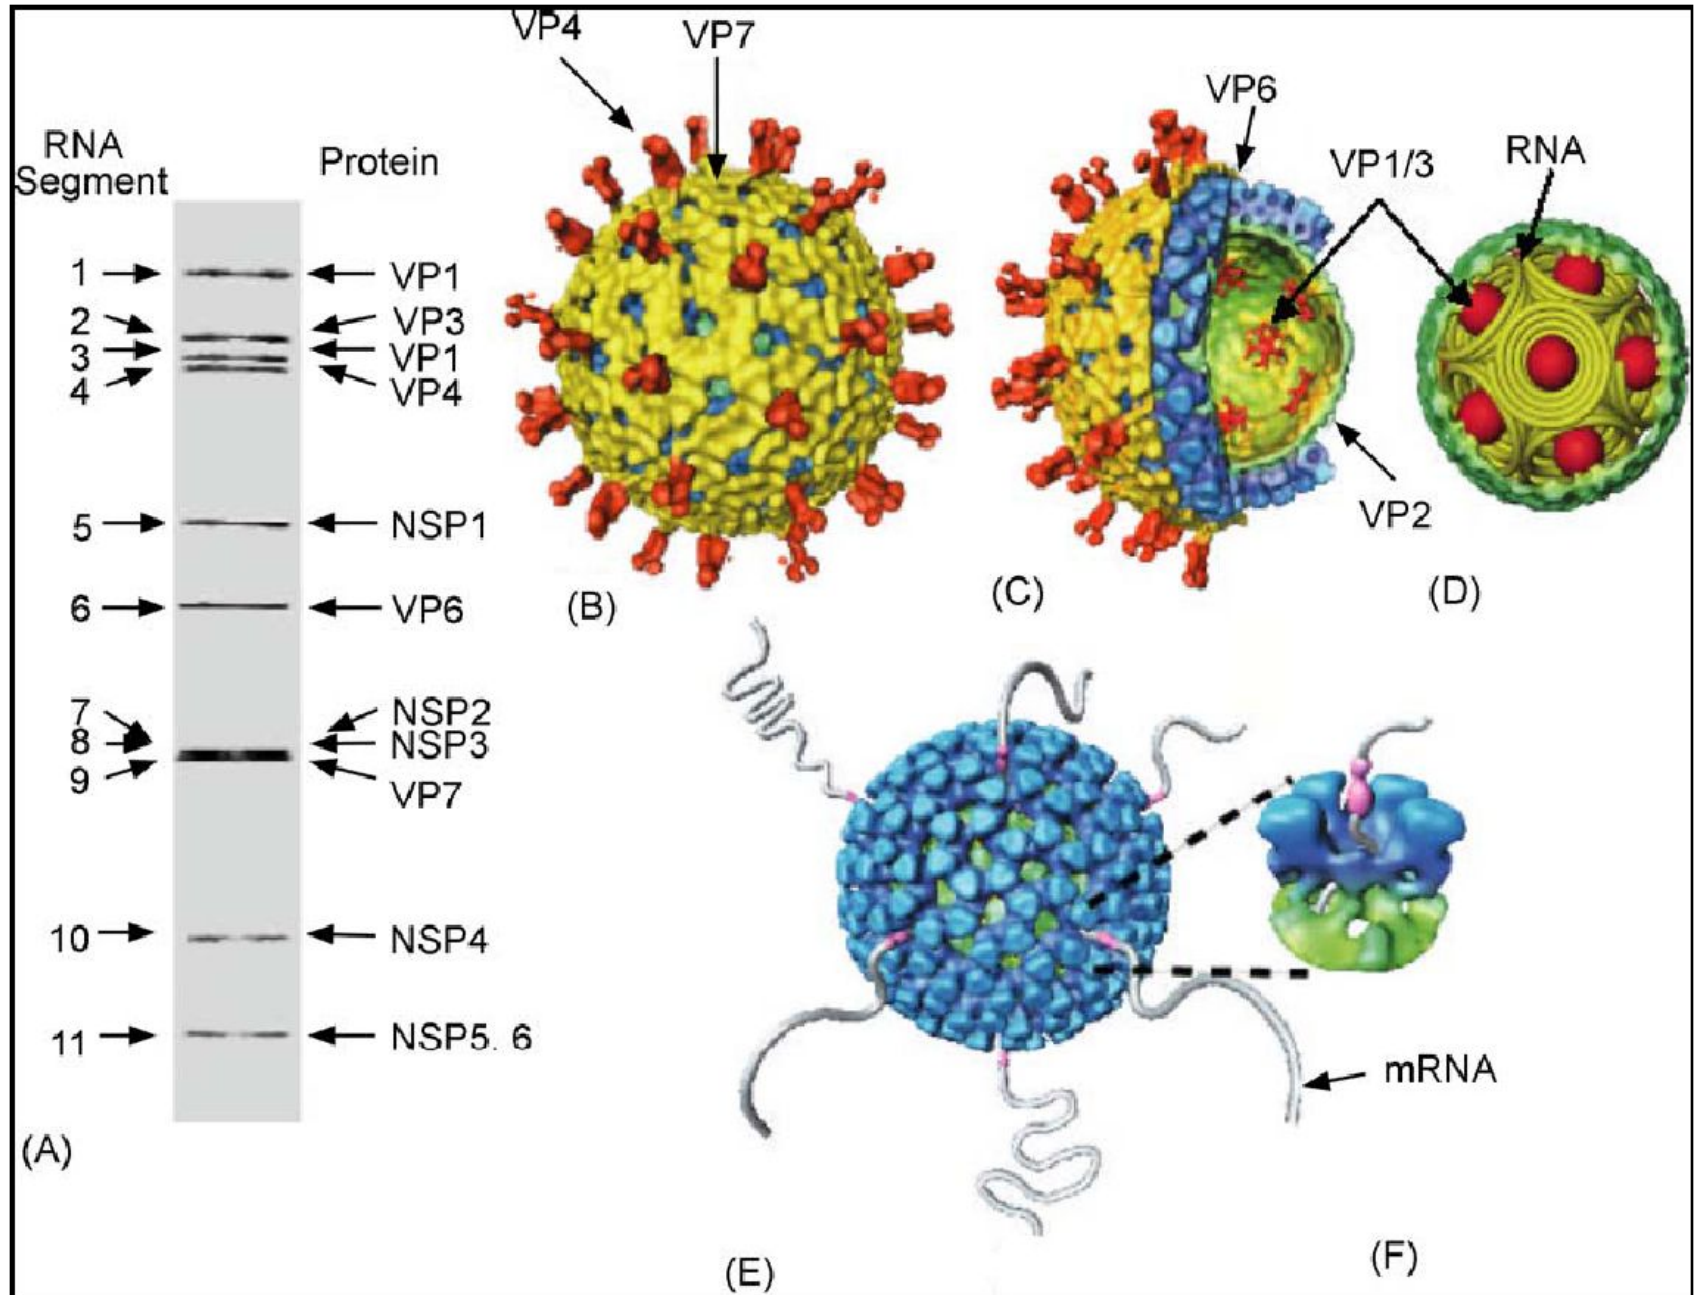 VP4
VP7
VP6
VP1/3
RNA
RNA
Segment
Protein
1
VP1
2
VP3
3
VP1
4
VP4
5
NSP1
6
VP6
7
NSP2
8
NSP3
9
VP7
10
NSP4
11
NSP5. 6
VP2
(A)
(B)
(C)
(D)
mRNA
(E)
(F)